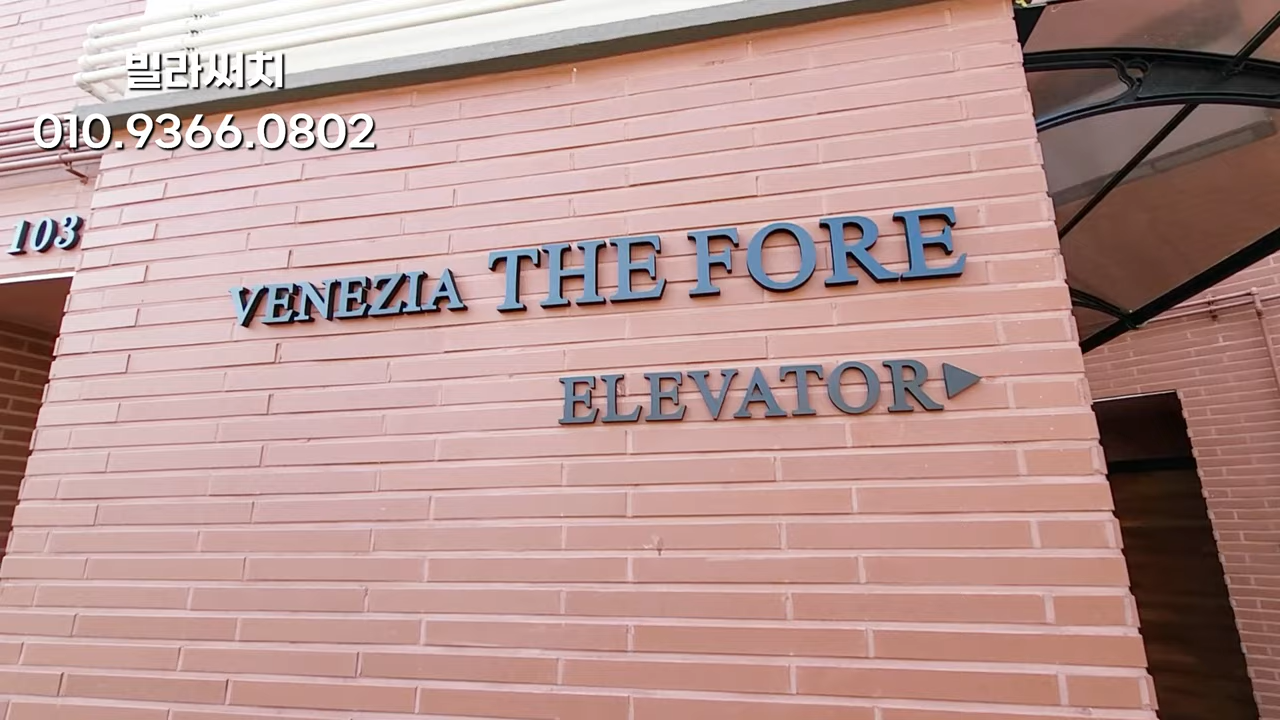 빌라써치
010.9366.0802
103
VENEZIA THE FORE
ELEVATOR▶